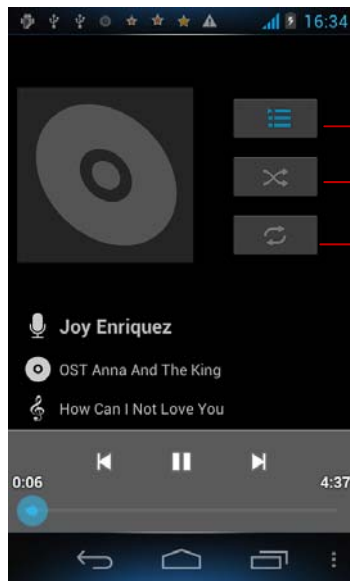 16:34
Joy Enriquez
OST Anna And The King
How Can I Not Love You
0:06
4:37